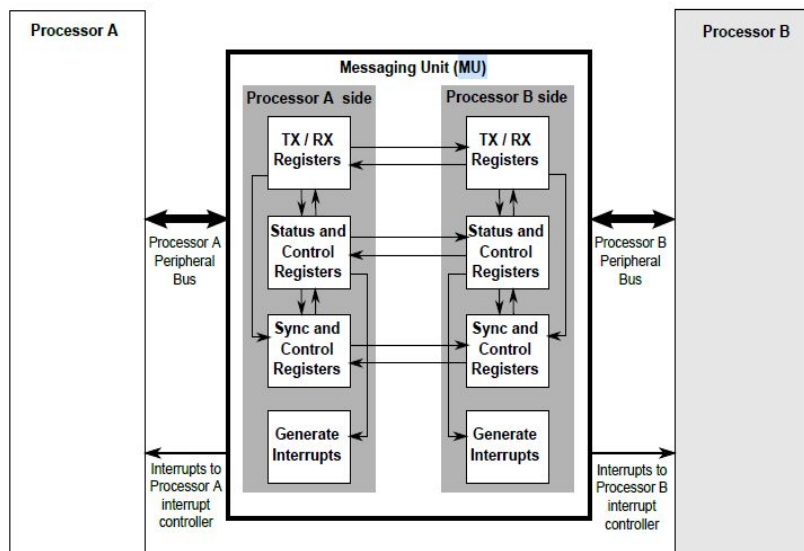 Processor A
Processor B
Messaging Unit (MU)
Processor A side
Processor B side
TX / RX
Registers
TX / RX
Registers
Status and
Control
Registers
Status and
Control
Registers
Processor A
Peripheral
Bus
Processor B
Peripheral
Bus
Sync and
Control
Registers
Sync and
Control
Registers
Generate
Interrupts
Generate
Interrupts
Interrupts to
Processor A
interrupt
controller
Interrupts to
Processor B
interrupt
controller